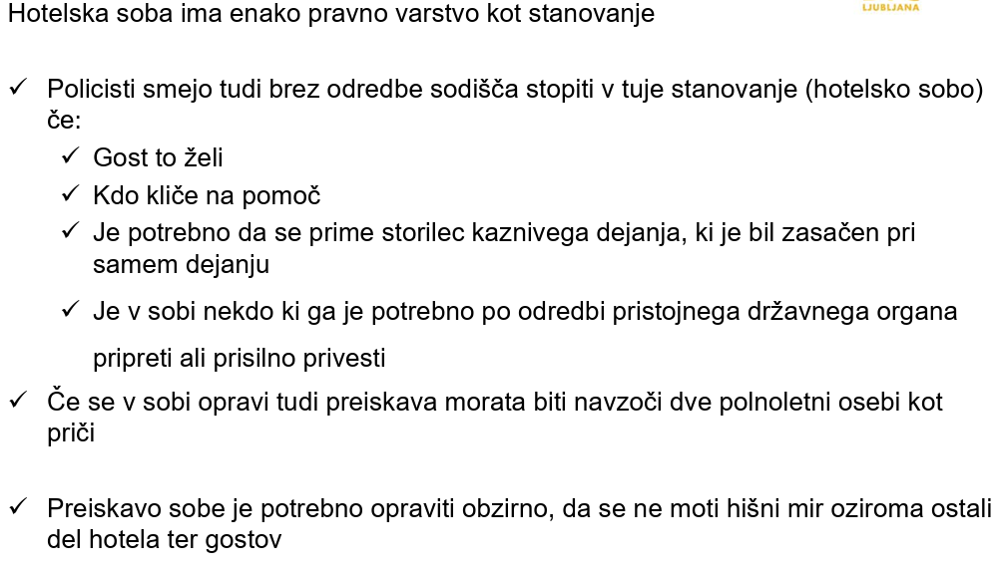 LJUBLJANA
Hotelska soba ima enako pravno varstvo kot stanovanje
✓ Policisti smejo tudi brez odredbe sodišča stopiti v tuje stanovanje (hotelsko sobo)
če:
✓ Gost to želi
✓ Kdo kliče na pomoč
✓ Je potrebno da se prime storilec kaznivega dejanja, ki je bil zasačen pri
samem dejanju
✓ Je v sobi nekdo ki ga je potrebno po odredbi pristojnega državnega organa
pripreti ali prisilno privesti
✓ Če se v sobi opravi tudi preiskava morata biti navzoči dve polnoletni osebi kot
priči
✓ Preiskavo sobe je potrebno opraviti obzirno, da se ne moti hišni mir oziroma ostali
del hotela ter gostov